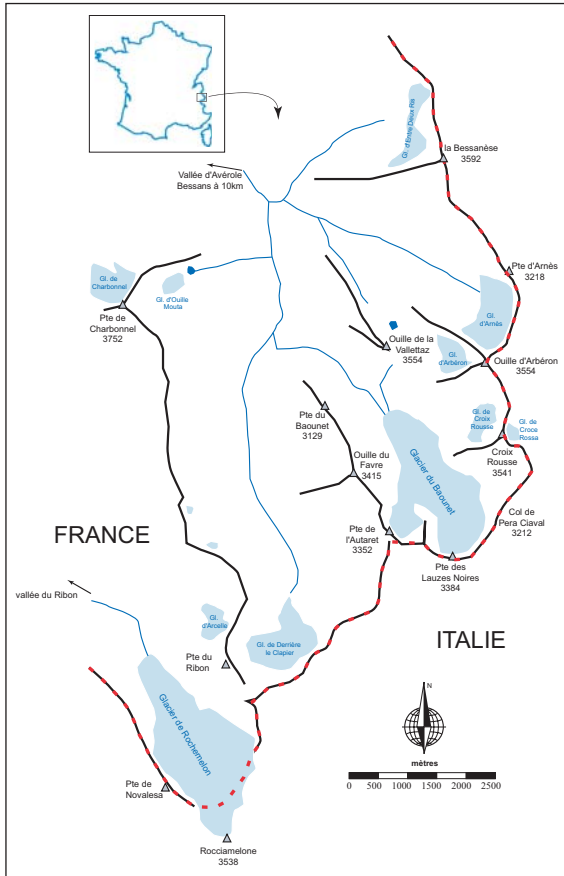 Vallée d'Avérole
Bessans à 10km
Gl. d'Entre Deux Ris
la Bessanèse
3592
Gl. de
Charbonnel
Gl. d'Ouille
Mouta
Pte de
Charbonnel
3752
Pte d'Arnès
3218
Gl.
d'Arnès
Ouille de la
Vallettaz
3554
Gl.
d'Arbéron
Ouille d'Arbéron
3554
Pte du
Baounet
3129
Gl. de
Croix
Rousse
Gl. de
Croce
Rossa
Croix
Rousse
3541
Ouille du
Favre
3415
Glacier du Baounet
Col de
Pera Ciaval
3212
Pte de
l'Autaret
3352
Pte des
Lauzes Noires
3384
FRANCE
vallée du Ribon
Gl.
d'Arcelle
Gl. de Derrière
le Clapier
ITALIE
Pte du
Ribon
Glacier de Rochemelon
N
mètres
0 500 1000 1500 2000 2500
Pte de
Novalesa
Rocciamelone
3538